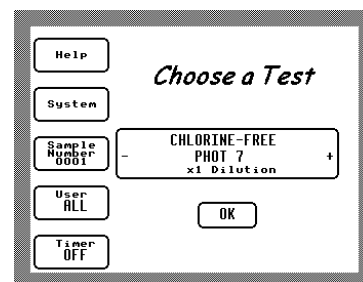 Help
Choose a Test
System
Sample
Number
0001
CHLORINE-FREE
- PHOT 7 +
x1 Dilution
User
ALL
OK
Timer
OFF